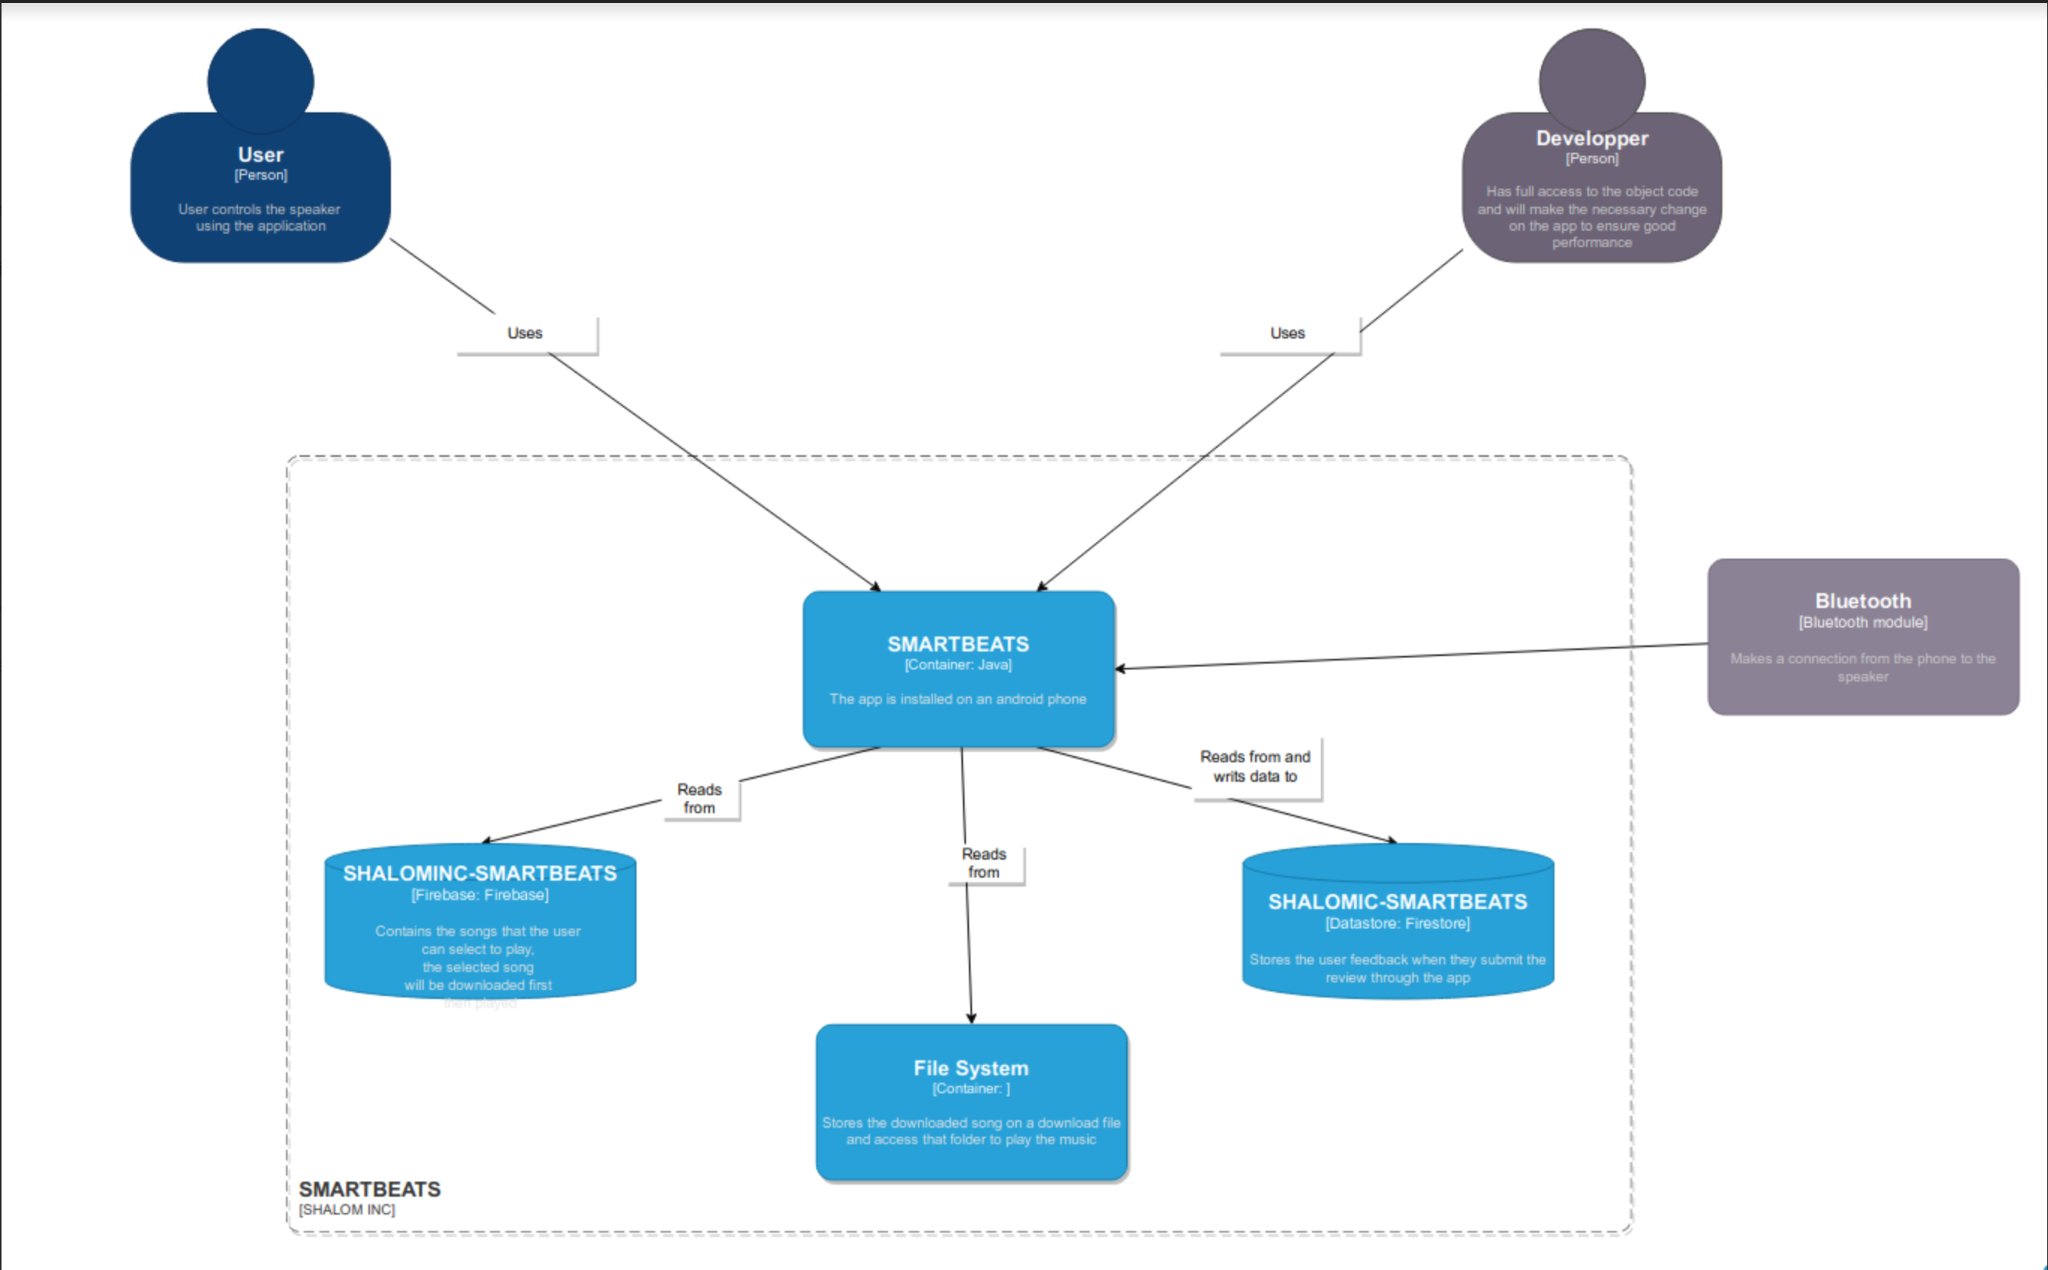 User
[Person]
User controls the speaker
using the application
Developper
[Person]
Has full access to the object code
and will make the necessary change
on the app to ensure good
performance
Uses
Uses
SMARTBEATS
[Container: Java]
The app is installed on an android phone
Bluetooth
[Bluetooth module]
Makes a connection from the phone to the
speaker
Reads
from
Reads
from
Reads from and
writs data to
SHALOMINC-SMARTBEATS
[Firebase: Firebase]
Contains the songs that the user
can select to play,
the selected song
will be downloaded first
then played
SHALOMIC-SMARTBEATS
[Datastore: Firestore]
Stores the user feedback when they submit the
review through the app
File System
[Container: ]
Stores the downloaded song on a download file
and access that folder to play the music
SMARTBEATS
[SHALOM INC]